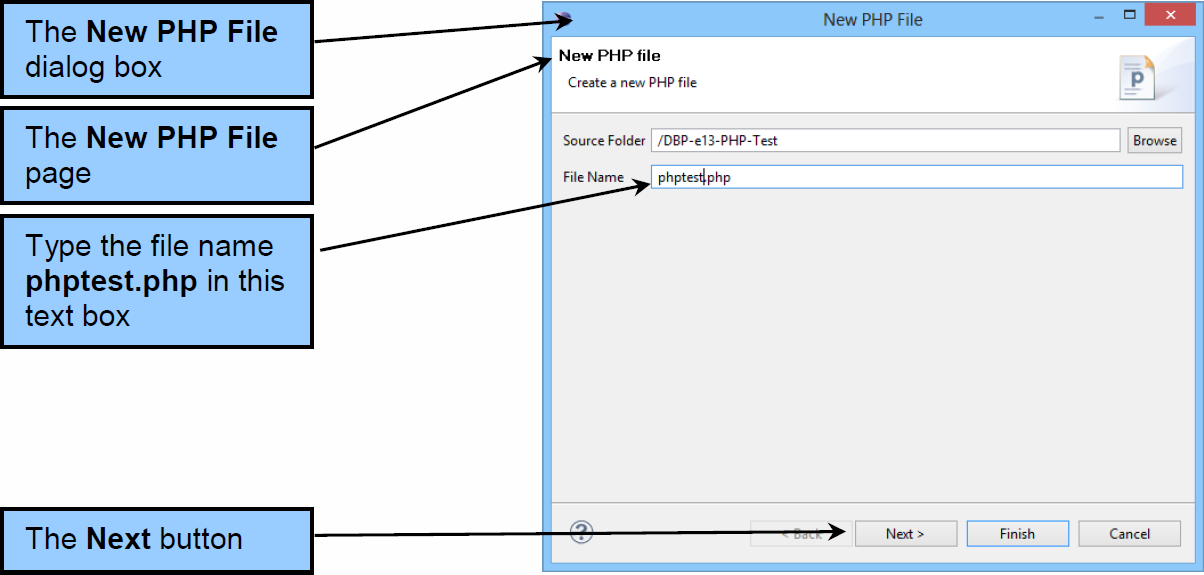 The New PHP File
dialog box
The New PHP File
page
Type the file name
phptest.php in this
text box
The Next button
New PHP File
New PHP file
Create a new PHP file
p
Source Folder /DBP-e13-PHP-Test Browse
File Name phptest.php
? < Back Next > Finish Cancel